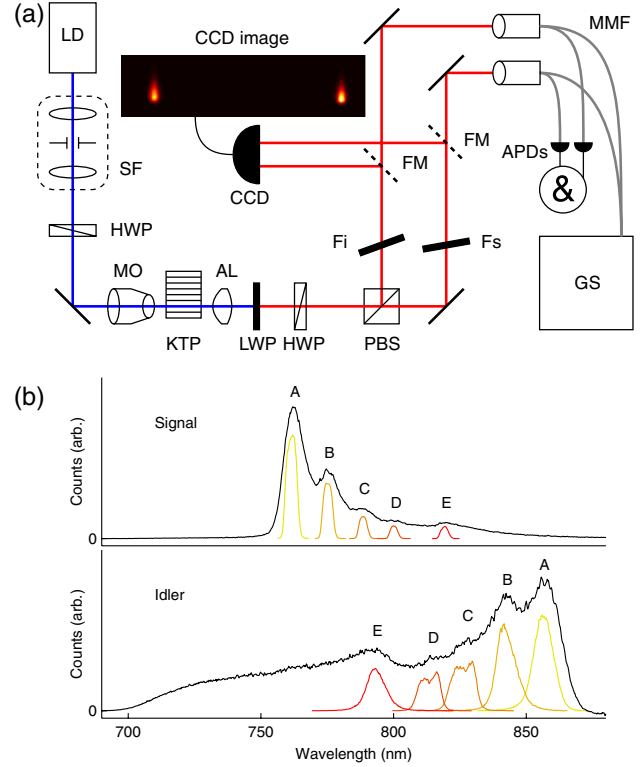 (a)
LD
CCD image
MMF
SF
FM
FM
APDs
&
CCD
HWP
Fi
Fs
GS
MO
AL
KTP
LWP
HWP
PBS
(b)
Counts (arb.)
Signal
A
B
C
D
E
0
Counts (arb.)
Idler
E
D
C
B
A
0
700
750
800
850
Wavelength (nm)